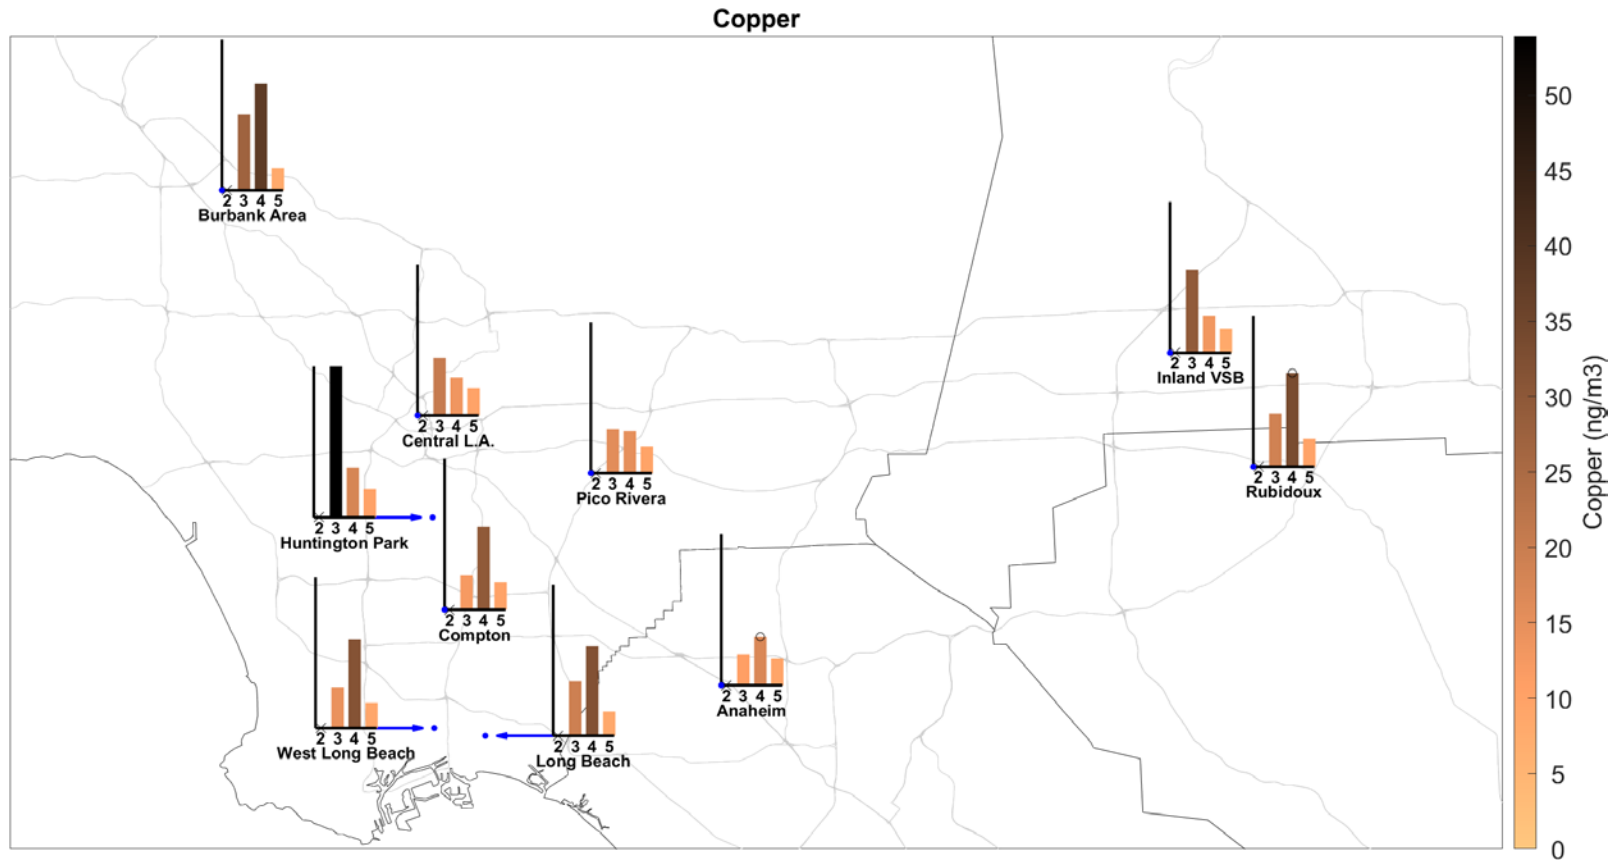 Copper
2 3 4 5
Burbank Area
2 3 4 5
Inland VSB
2 3 4 5
Central L.A.
2 3 4 5
Pico Rivera
2 3 4 5
Rubidoux
2 3 4 5
Huntington Park
2 3 4 5
Compton
2 3 4 5
Anaheim
2 3 4 5
West Long Beach
2 3 4 5
Long Beach
50
45
40
35
30
25
20
15
10
5
0
Copper (ng/m3)